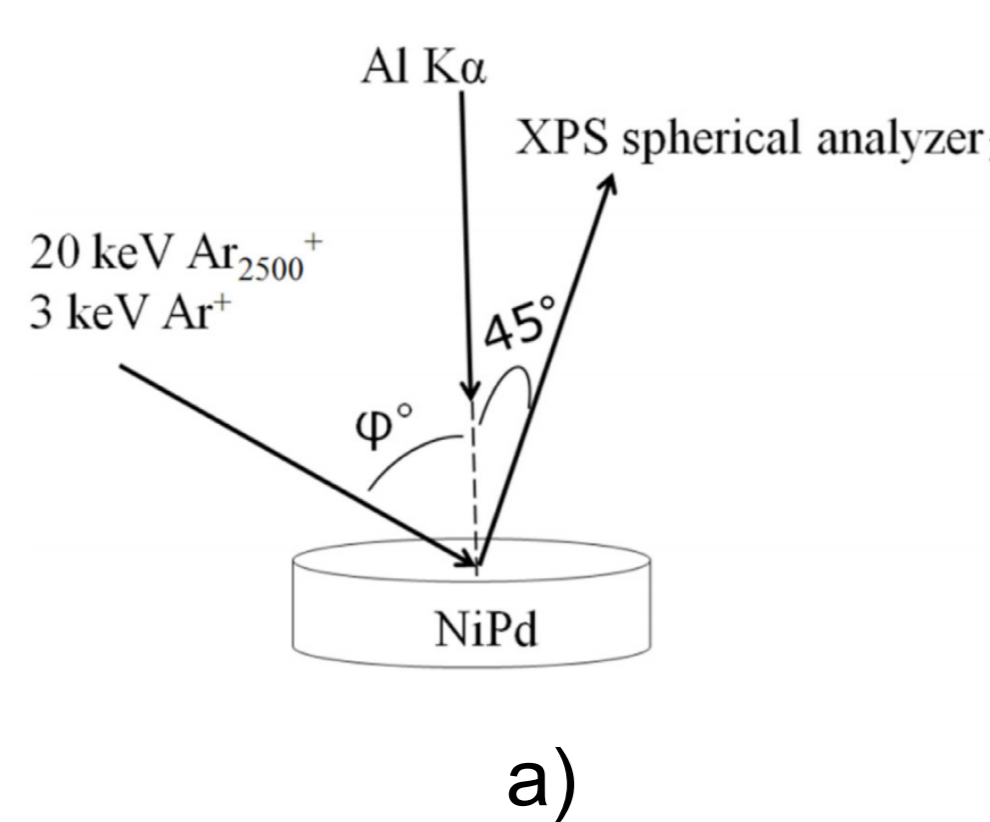 Al Kα
XPS spherical analyzer
20 keV Ar₂₅₀₀⁺
3 keV Ar⁺
45°
φ°
NiPd
a)